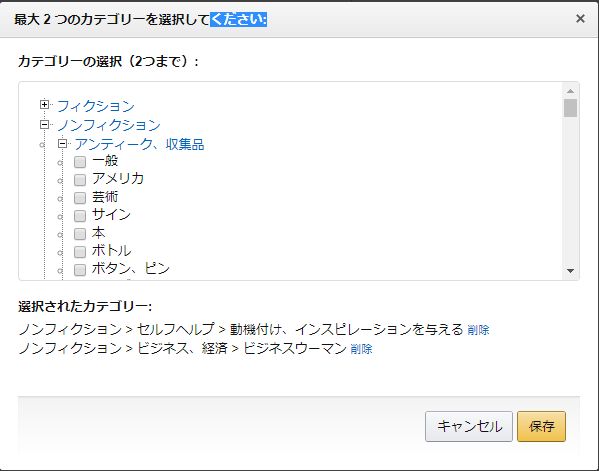 最大 2 つのカテゴリーを選択してください:
×
カテゴリーの選択（2つまで）:
フィクション
ノンフィクション
アンティーク、収集品
一般
アメリカ
芸術
サイン
本
ボトル
ボタン、ピン
選択されたカテゴリー:
ノンフィクション > セルフヘルプ > 動機付け、インスピレーションを与える 削除
ノンフィクション > ビジネス、経済 > ビジネスウーマン 削除
キャンセル 保存